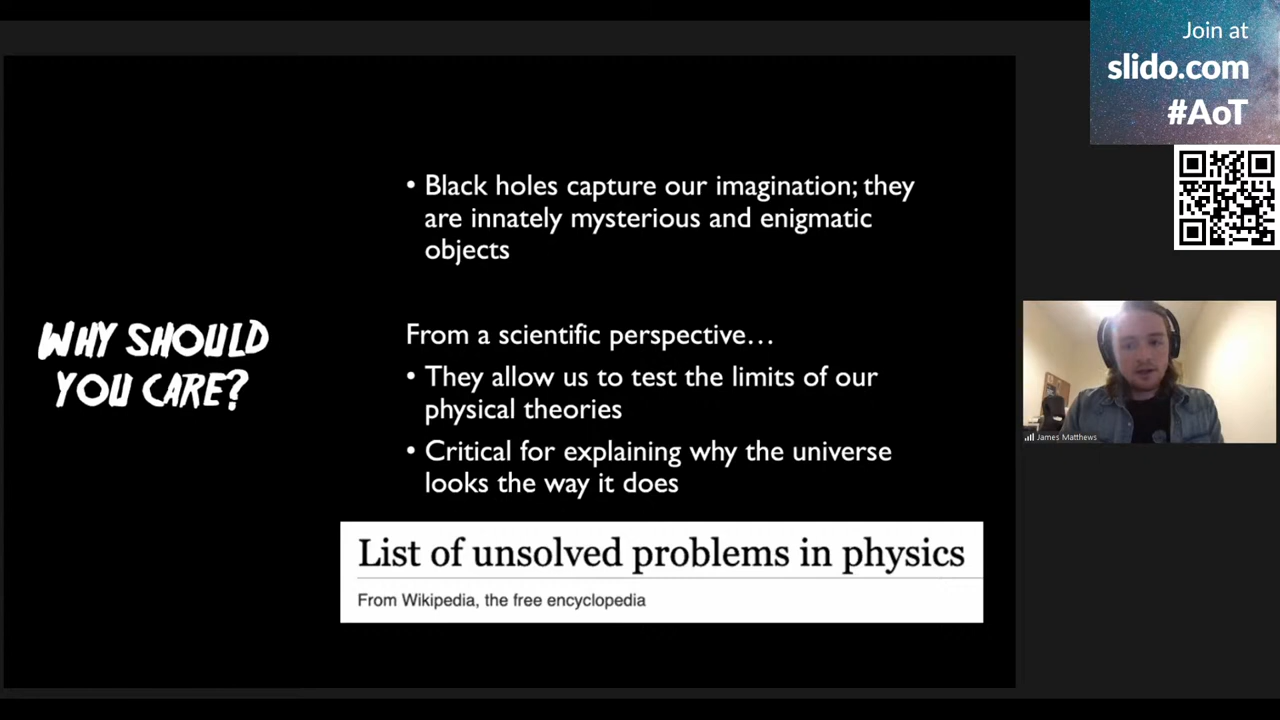 WHY SHOULD
YOU CARE?
• Black holes capture our imagination; they
are innately mysterious and enigmatic
objects
From a scientific perspective…
• They allow us to test the limits of our
physical theories
• Critical for explaining why the universe
looks the way it does
List of unsolved problems in physics
From Wikipedia, the free encyclopedia
Join at
slido.com
#AoT
James Matthews